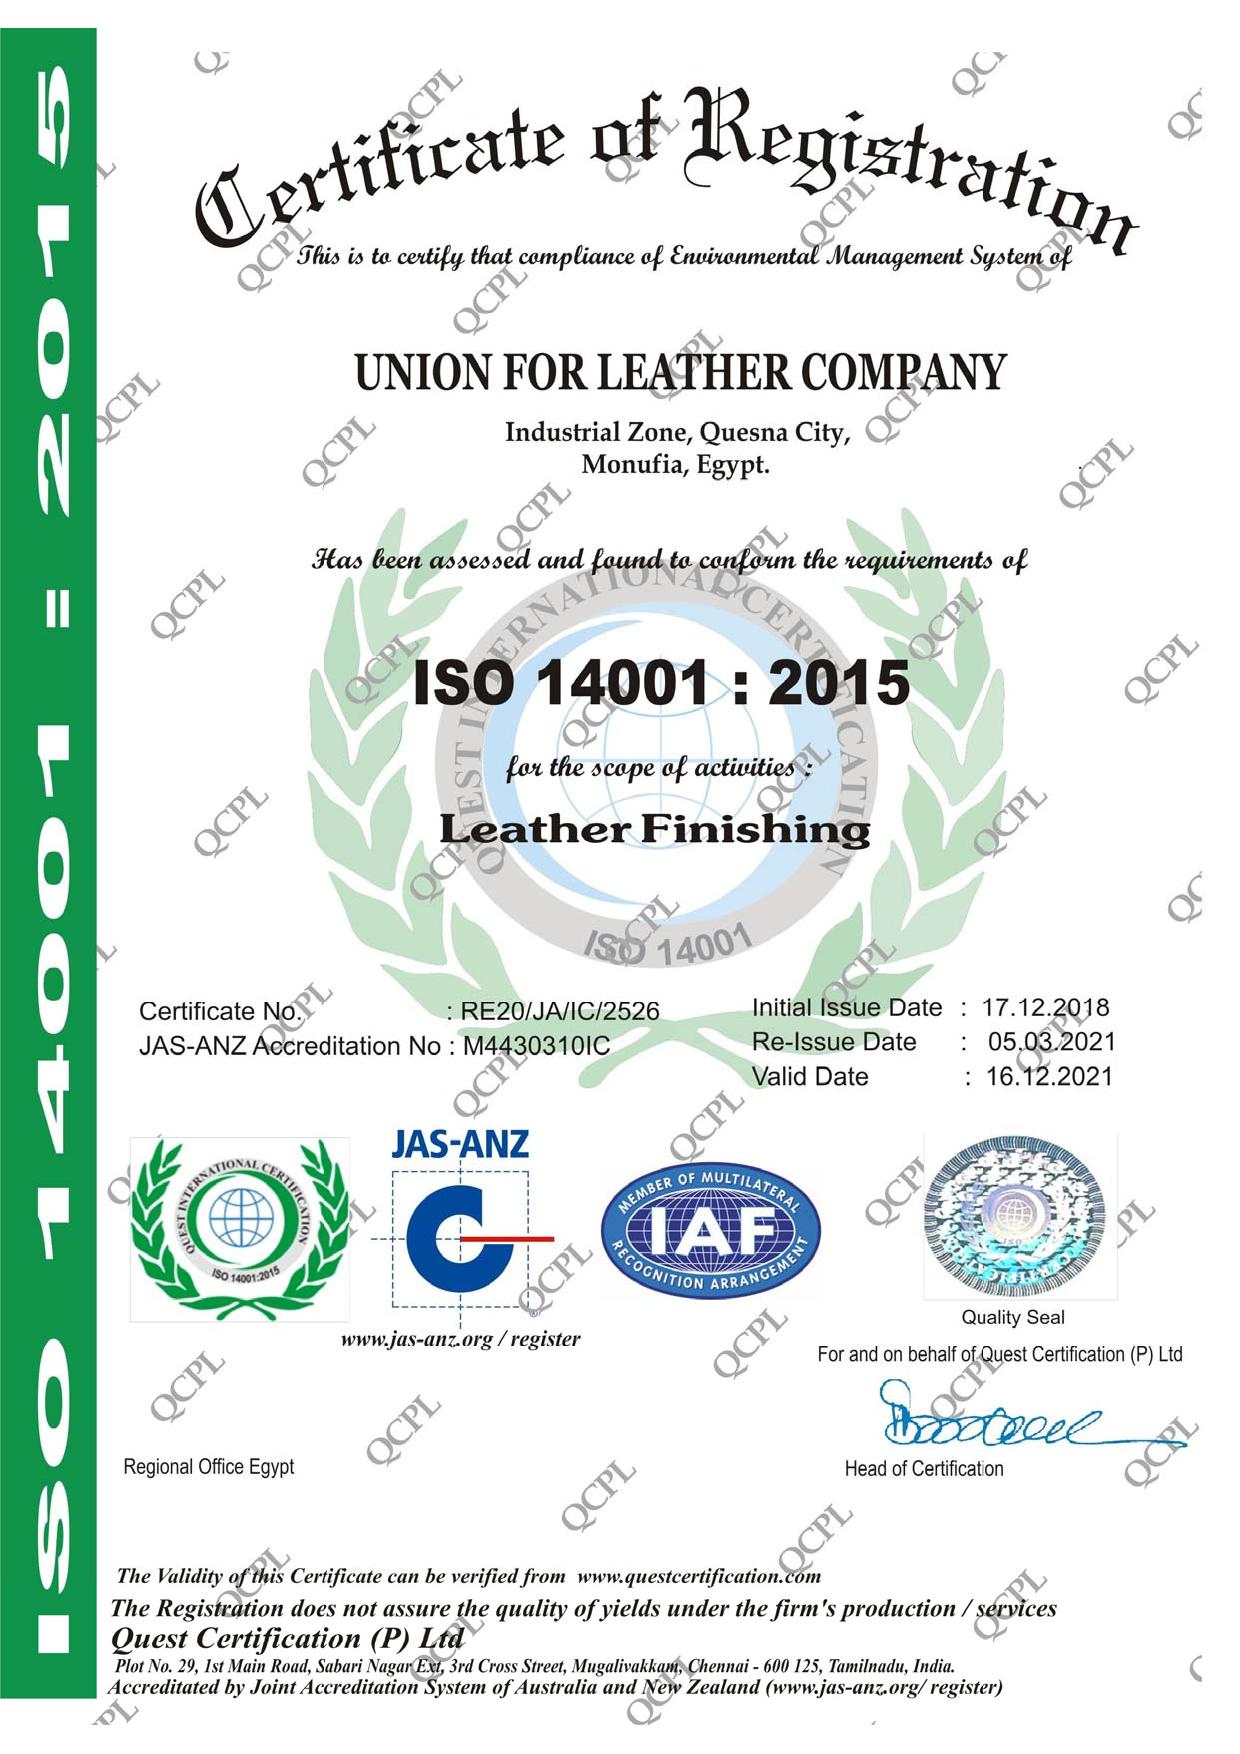 ISO 14001 : 2015
Certificate of Registration
This is to certify that compliance of Environmental Management System of
UNION FOR LEATHER COMPANY
Industrial Zone, Quesna City,
Monufia, Egypt.
Has been assessed and found to conform the requirements of
ISO 14001 : 2015
for the scope of activities :
Leather Finishing
QUEST INTERNATIONAL CERTIFICATION
ISO 14001
Certificate No. : RE20/JA/IC/2526
JAS-ANZ Accreditation No : M4430310IC
Initial Issue Date : 17.12.2018
Re-Issue Date : 05.03.2021
Valid Date : 16.12.2021
QUEST INTERNATIONAL CERTIFICATION
ISO 14001:2015
JAS-ANZ
®
www.jas-anz.org / register
MEMBER OF MULTILATERAL
IAF
RECOGNITION ARRANGEMENT
Quality Seal
For and on behalf of Quest Certification (P) Ltd
Regional Office Egypt
Head of Certification
The Validity of this Certificate can be verified from www.questcertification.com
The Registration does not assure the quality of yields under the firm's production / services
Quest Certification (P) Ltd
Plot No. 29, 1st Main Road, Sabari Nagar Ext, 3rd Cross Street, Mugalivakkam, Chennai - 600 125, Tamilnadu, India.
Accreditated by Joint Accreditation System of Australia and New Zealand (www.jas-anz.org/ register)
QCPL